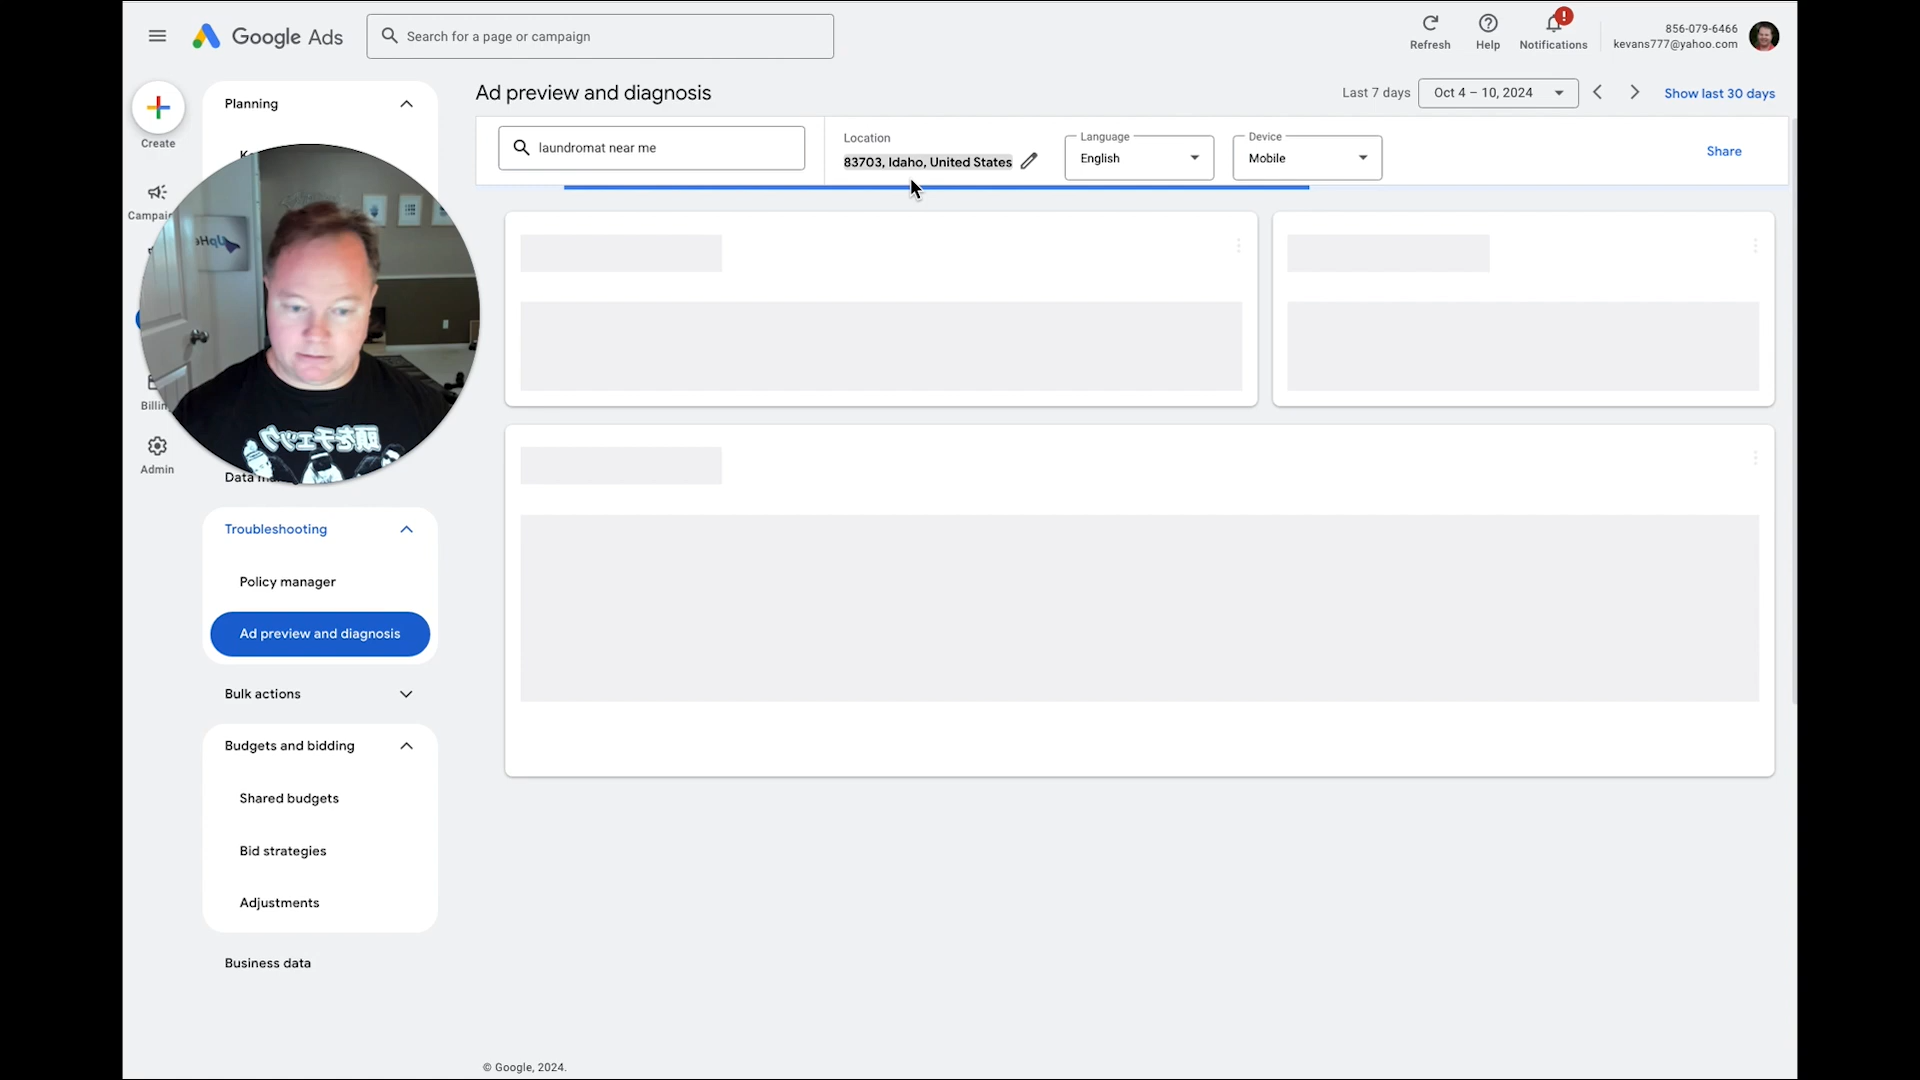 Google Ads
Search for a page or campaign
Refresh
Help
Notifications
856-079-6466
kevans777@yahoo.com
Create
Planning
Ad preview and diagnosis
Last 7 days
Oct 4 – 10, 2024
Show last 30 days
laundromat near me
Location
83703, Idaho, United States
Language
English
Device
Mobile
Share
Admin
Troubleshooting
Policy manager
Ad preview and diagnosis
Bulk actions
Budgets and bidding
Shared budgets
Bid strategies
Adjustments
Business data
© Google, 2024.